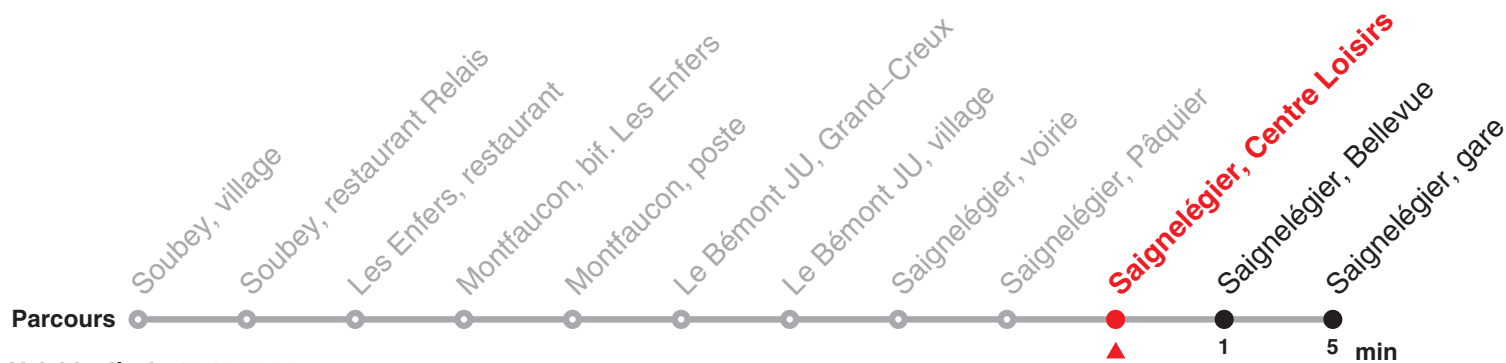 Soubey, village
Soubey, restaurant Relais
Les Enfers, restaurant
Montfaucon, bif. Les Enfers
Montfaucon, poste
Le Bémont JU, Grand–Creux
Le Bémont JU, village
Saignelégier, voirie
Saignelégier, Pâquier
Saignelégier, Centre Loisirs
Saignelégier, Bellevue
Saignelégier, gare
Parcours
1 5 min